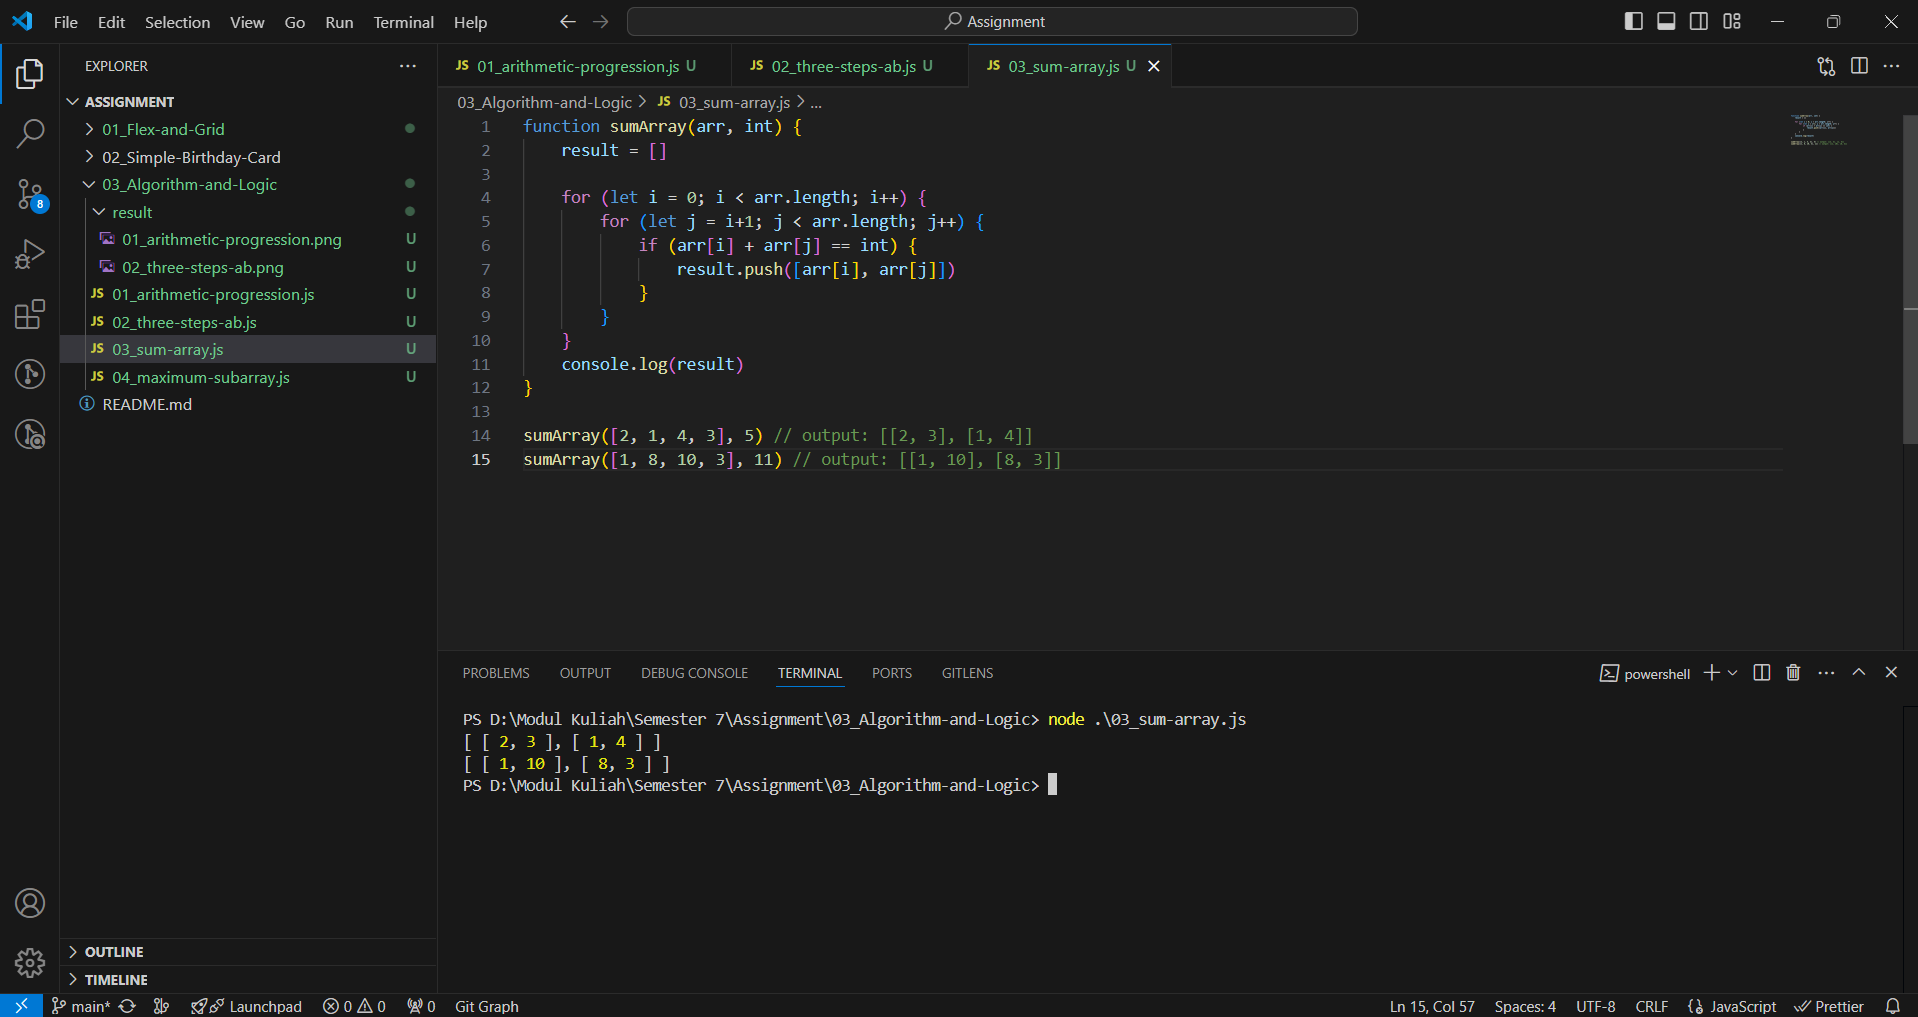 File Edit Selection View Go Run Terminal Help
Assignment
EXPLORER
ASSIGNMENT
01_Flex-and-Grid
02_Simple-Birthday-Card
03_Algorithm-and-Logic
result
01_arithmetic-progression.png U
02_three-steps-ab.png U
JS 01_arithmetic-progression.js U
JS 02_three-steps-ab.js U
JS 03_sum-array.js U
JS 04_maximum-subarray.js U
README.md
8
OUTLINE
TIMELINE
JS 01_arithmetic-progression.js U JS 02_three-steps-ab.js U JS 03_sum-array.js U
03_Algorithm-and-Logic > JS 03_sum-array.js > ...
1 function sumArray(arr, int) {
2     result = []
3
4     for (let i = 0; i < arr.length; i++) {
5         for (let j = i+1; j < arr.length; j++) {
6             if (arr[i] + arr[j] == int) {
7                 result.push([arr[i], arr[j]])
8             }
9         }
10     }
11     console.log(result)
12 }
13
14 sumArray([2, 1, 4, 3], 5) // output: [[2, 3], [1, 4]]
15 sumArray([1, 8, 10, 3], 11) // output: [[1, 10], [8, 3]]
PROBLEMS OUTPUT DEBUG CONSOLE TERMINAL PORTS GITLENS
powershell
PS D:\Modul Kuliah\Semester 7\Assignment\03_Algorithm-and-Logic> node .\03_sum-array.js
[ [ 2, 3 ], [ 1, 4 ] ]
[ [ 1, 10 ], [ 8, 3 ] ]
PS D:\Modul Kuliah\Semester 7\Assignment\03_Algorithm-and-Logic>
main* Launchpad 0 0 0 Git Graph Ln 15, Col 57 Spaces: 4 UTF-8 CRLF JavaScript Prettier